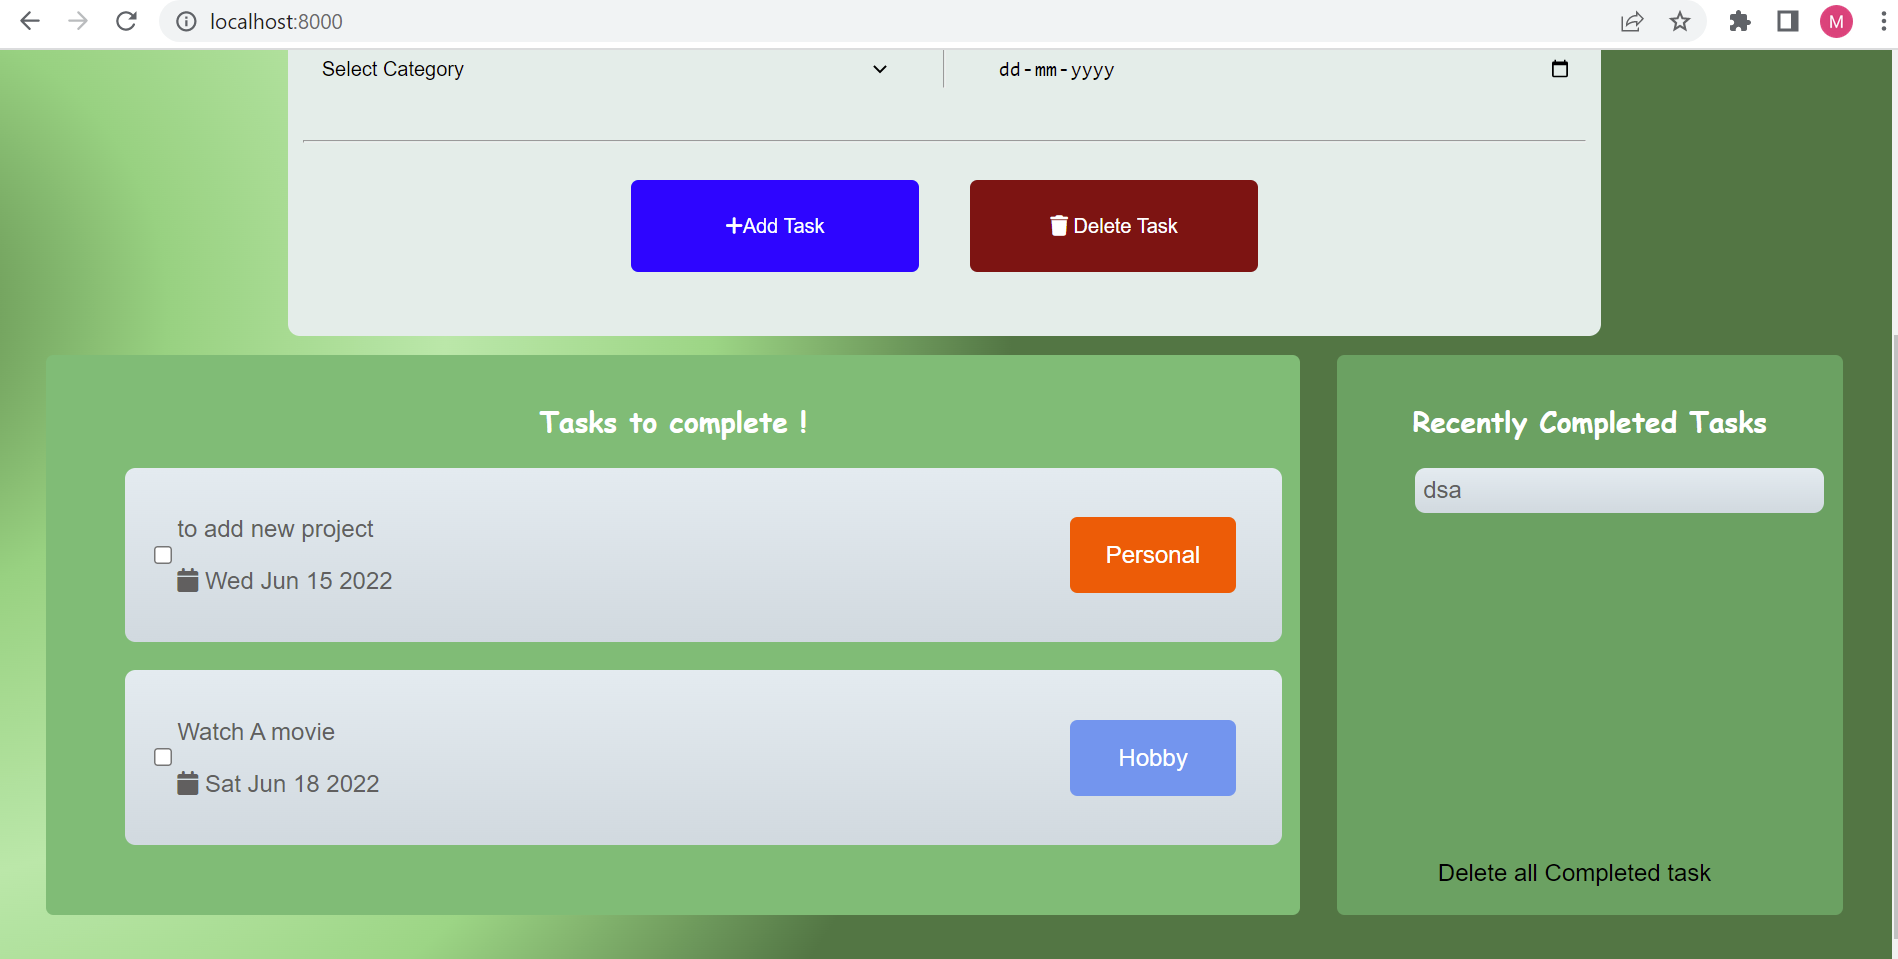 localhost:8000
M
Select Category
dd-mm-yyyy
+Add Task
Delete Task
Tasks to complete !
to add new project
Wed Jun 15 2022
Personal
Watch A movie
Sat Jun 18 2022
Hobby
Recently Completed Tasks
dsa
Delete all Completed task